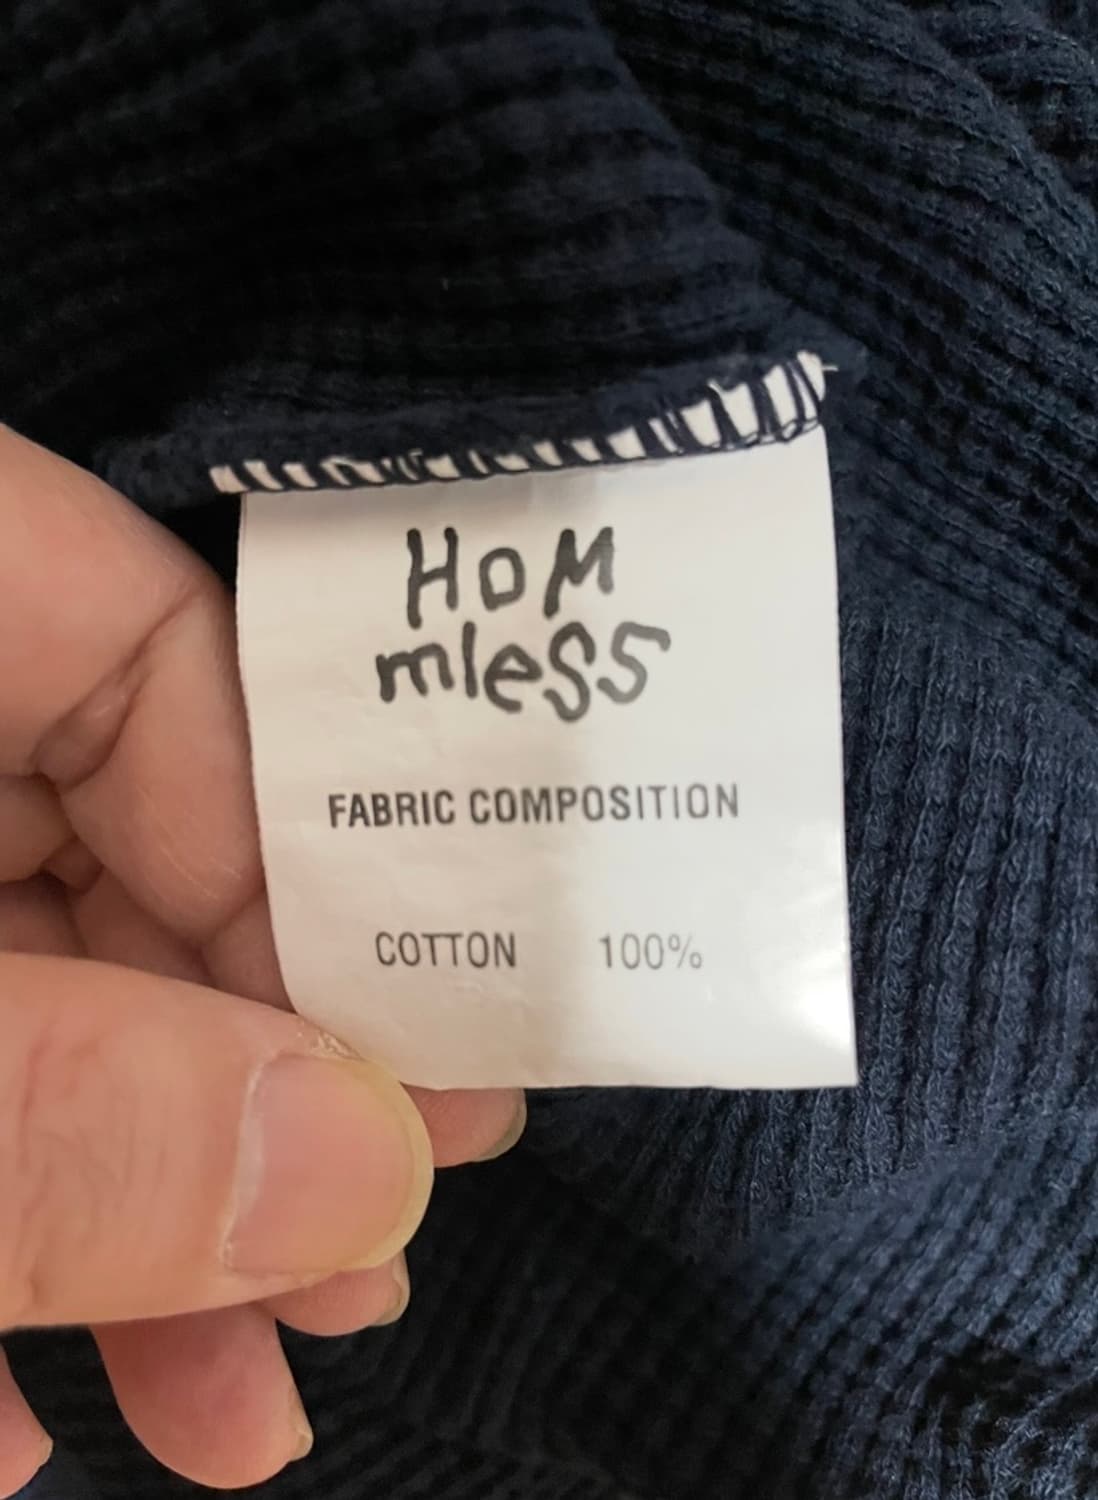 HOM
mless
FABRIC COMPOSITION
COTTON 100%